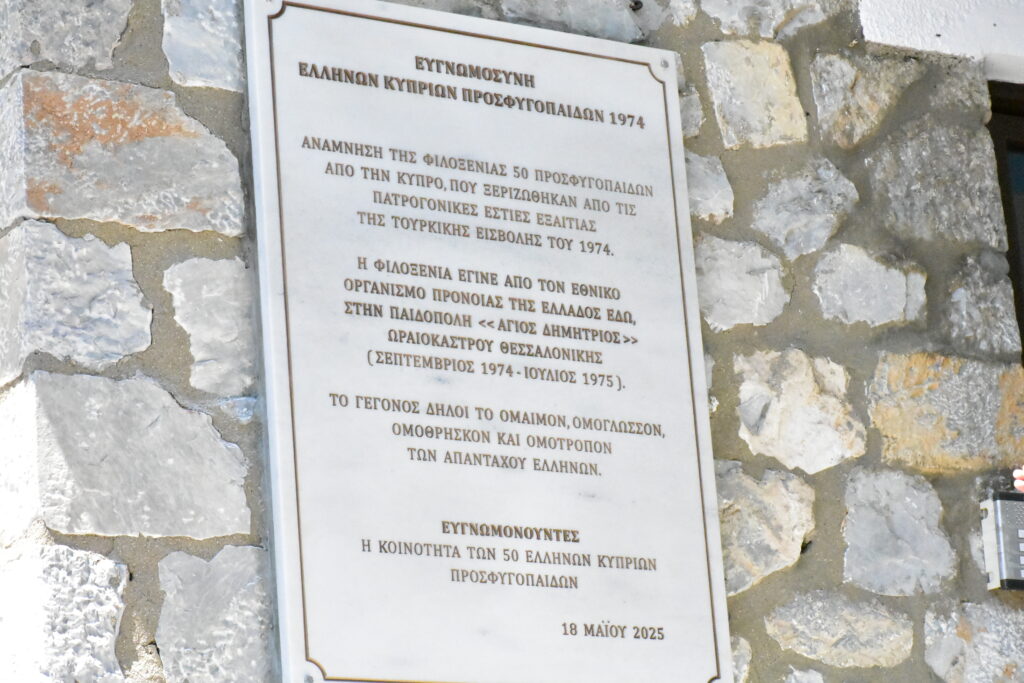 ΕΥΓΝΩΜΟΣΥΝΗ
ΕΛΛΗΝΩΝ ΚΥΠΡΙΩΝ ΠΡΟΣΦΥΓΟΠΑΙΔΩΝ 1974
ΑΝΑΜΝΗΣΗ ΤΗΣ ΦΙΛΟΞΕΝΙΑΣ 50 ΠΡΟΣΦΥΓΟΠΑΙΔΩΝ
ΑΠΟ ΤΗΝ ΚΥΠΡΟ, ΠΟΥ ΞΕΡΙΖΩΘΗΚΑΝ ΑΠΟ ΤΙΣ
ΠΑΤΡΟΓΟΝΙΚΕΣ ΕΣΤΙΕΣ ΕΞΑΙΤΙΑΣ
ΤΗΣ ΤΟΥΡΚΙΚΗΣ ΕΙΣΒΟΛΗΣ ΤΟΥ 1974.
Η ΦΙΛΟΞΕΝΙΑ ΕΓΙΝΕ ΑΠΟ ΤΟΝ ΕΘΝΙΚΟ
ΟΡΓΑΝΙΣΜΟ ΠΡΟΝΟΙΑΣ ΤΗΣ ΕΛΛΑΔΟΣ ΕΔΩ,
ΣΤΗΝ ΠΑΙΔΟΠΟΛΗ <<ΑΓΙΟΣ ΔΗΜΗΤΡΙΟΣ>>
ΩΡΑΙΟΚΑΣΤΡΟΥ ΘΕΣΣΑΛΟΝΙΚΗΣ
(ΣΕΠΤΕΜΒΡΙΟΣ 1974 - ΙΟΥΛΙΟΣ 1975).
ΤΟ ΓΕΓΟΝΟΣ ΔΗΛΟΙ ΤΟ ΟΜΑΙΜΟΝ, ΟΜΟΓΛΩΣΣΟΝ,
ΟΜΟΘΡΗΣΚΟΝ ΚΑΙ ΟΜΟΤΡΟΠΟΝ
ΤΩΝ ΑΠΑΝΤΑΧΟΥ ΕΛΛΗΝΩΝ.
ΕΥΓΝΩΜΟΝΟΥΝΤΕΣ
Η ΚΟΙΝΟΤΗΤΑ ΤΩΝ 50 ΕΛΛΗΝΩΝ ΚΥΠΡΙΩΝ
ΠΡΟΣΦΥΓΟΠΑΙΔΩΝ
18 ΜΑΪΟΥ 2025